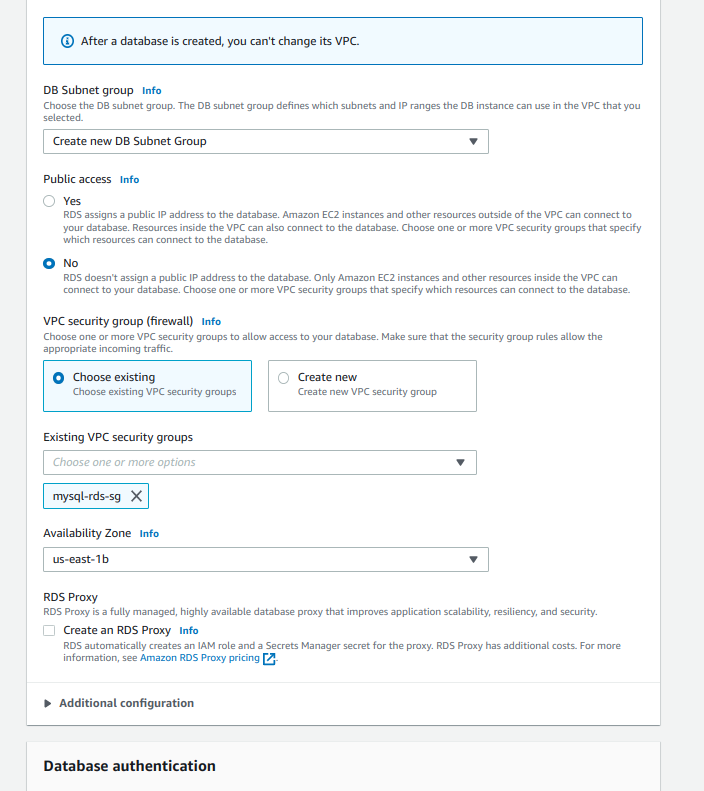 After a database is created, you can't change its VPC.
DB Subnet group Info
Choose the DB subnet group. The DB subnet group defines which subnets and IP ranges the DB instance can use in the VPC that you
selected.
Create new DB Subnet Group
Public access Info
Yes
RDS assigns a public IP address to the database. Amazon EC2 instances and other resources outside of the VPC can connect to
your database. Resources inside the VPC can also connect to the database. Choose one or more VPC security groups that specify
which resources can connect to the database.
No
RDS doesn't assign a public IP address to the database. Only Amazon EC2 instances and other resources inside the VPC can
connect to your database. Choose one or more VPC security groups that specify which resources can connect to the database.
VPC security group (firewall) Info
Choose one or more VPC security groups to allow access to your database. Make sure that the security group rules allow the
appropriate incoming traffic.
Choose existing
Choose existing VPC security groups
Create new
Create new VPC security group
Existing VPC security groups
Choose one or more options
mysql-rds-sg
Availability Zone Info
us-east-1b
RDS Proxy
RDS Proxy is a fully managed, highly available database proxy that improves application scalability, resiliency, and security.
Create an RDS Proxy Info
RDS automatically creates an IAM role and a Secrets Manager secret for the proxy. RDS Proxy has additional costs. For more
information, see Amazon RDS Proxy pricing.
Additional configuration
Database authentication